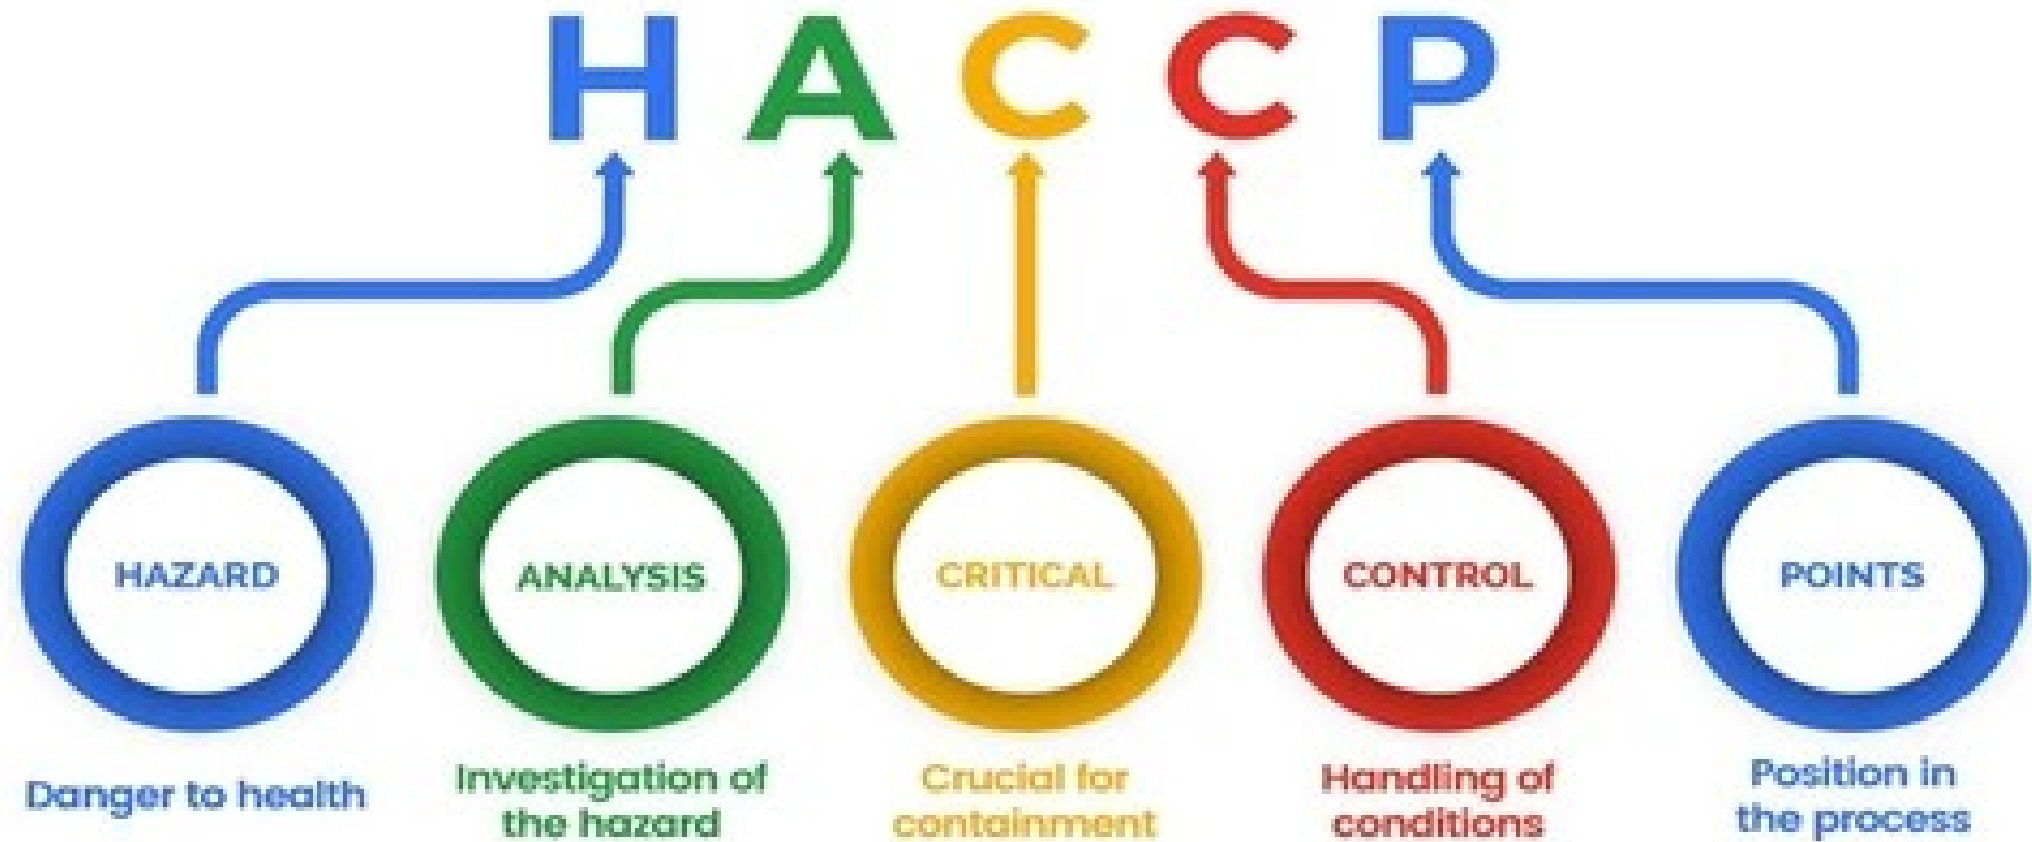 HACCP
HAZARD
ANALYSIS
CRITICAL
CONTROL
POINTS
Danger to health
Investigation of
the hazard
Crucial for
containment
Handling of
conditions
Position in
the process